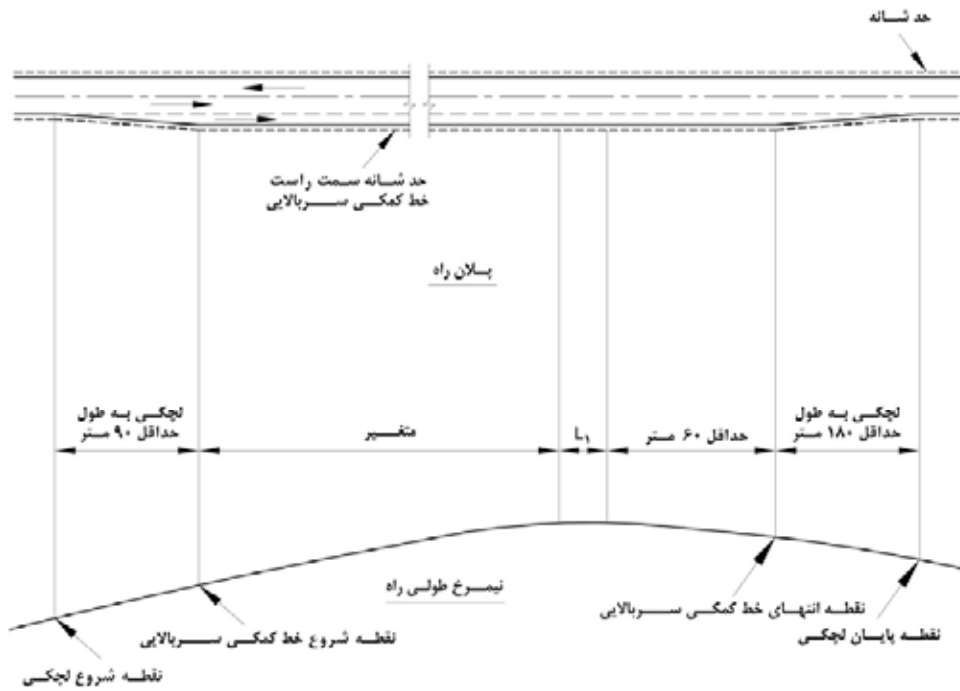 حد شانه
حد شانه سمت راست
خط کمکی سربالایی
پلان راه
لچکی به طول
حداقل ۱۸۰ متر
حداقل ۶۰ متر
L۱
متغیر
لچکی به طول
حداقل ۹۰ متر
نیمرخ طولی راه
نقطه پایان لچکی
نقطه انتهای خط کمکی سربالایی
نقطه شروع خط کمکی سربالایی
نقطه شروع لچکی